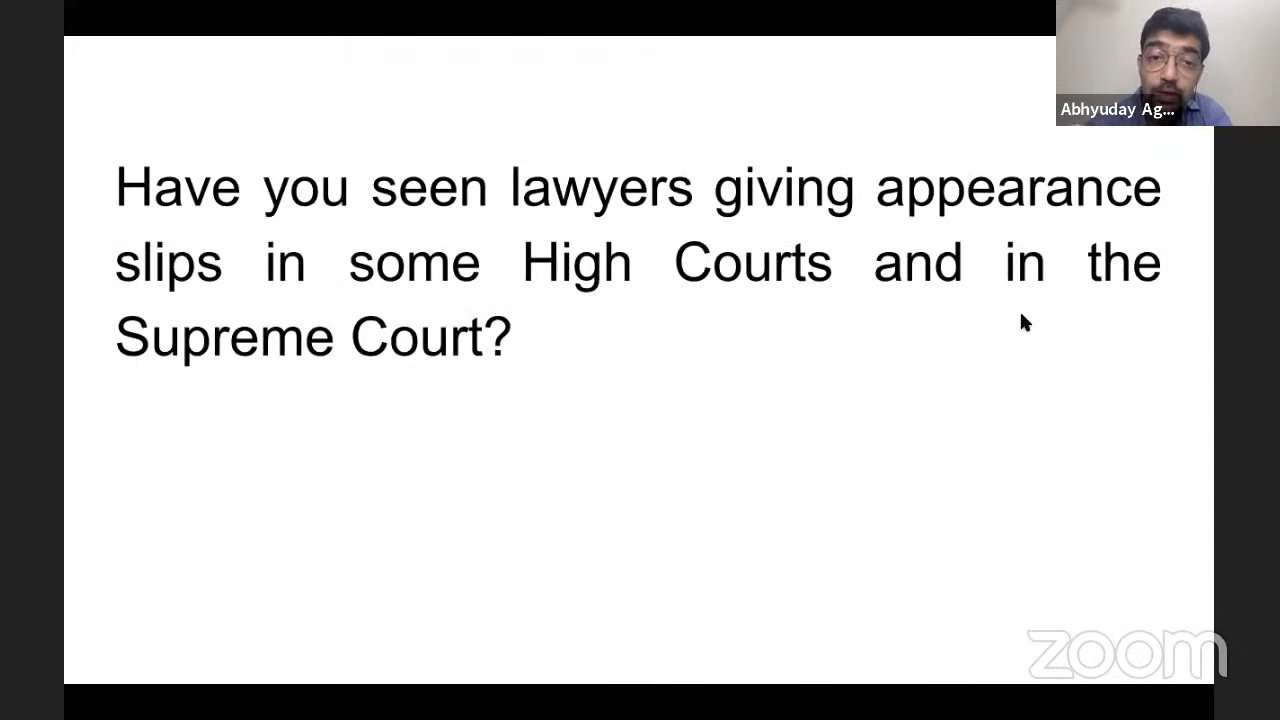 Abhyuday Ag...
Have you seen lawyers giving appearance
slips in some High Courts and in the
Supreme Court?
zoom